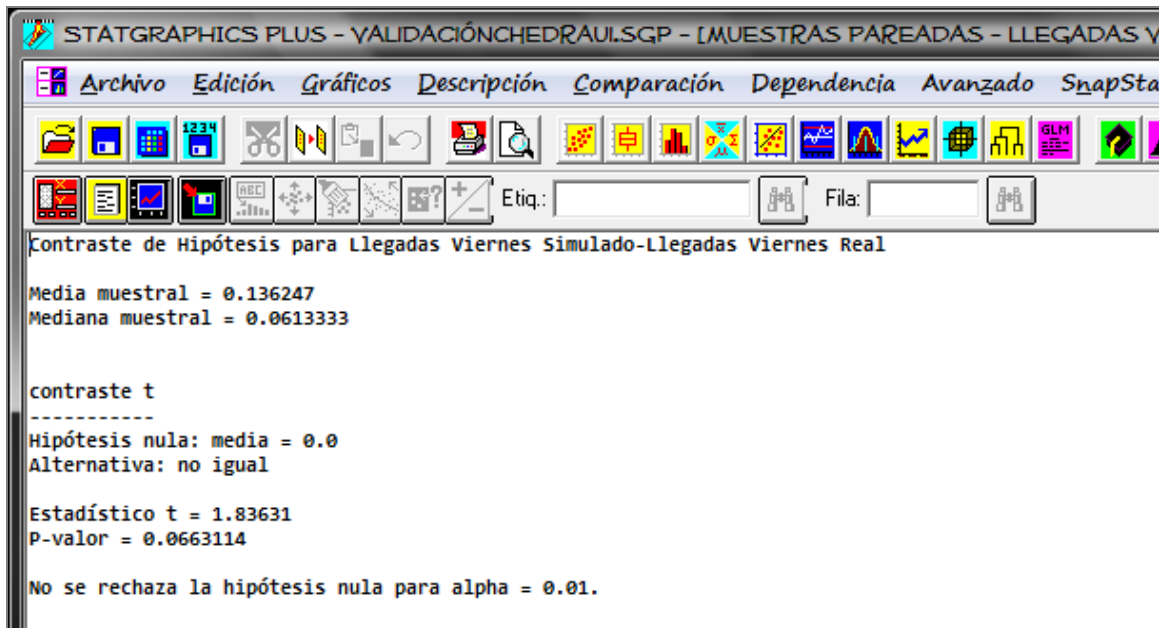 STATGRAPHICS PLUS - VALIDACIÓNCHEDRAUI.SGP - [MUESTRAS PAREADAS - LLEGADAS V
Archivo Edición Gráficos Descripción Comparación Dependencia Avanzado SnapSta
1234
GLM
ABC
Etiq.:
Fila:
Contraste de Hipótesis para Llegadas Viernes Simulado-Llegadas Viernes Real
Media muestral = 0.136247
Mediana muestral = 0.0613333
contraste t
-----------
Hipótesis nula: media = 0.0
Alternativa: no igual
Estadístico t = 1.83631
P-valor = 0.0663114
No se rechaza la hipótesis nula para alpha = 0.01.